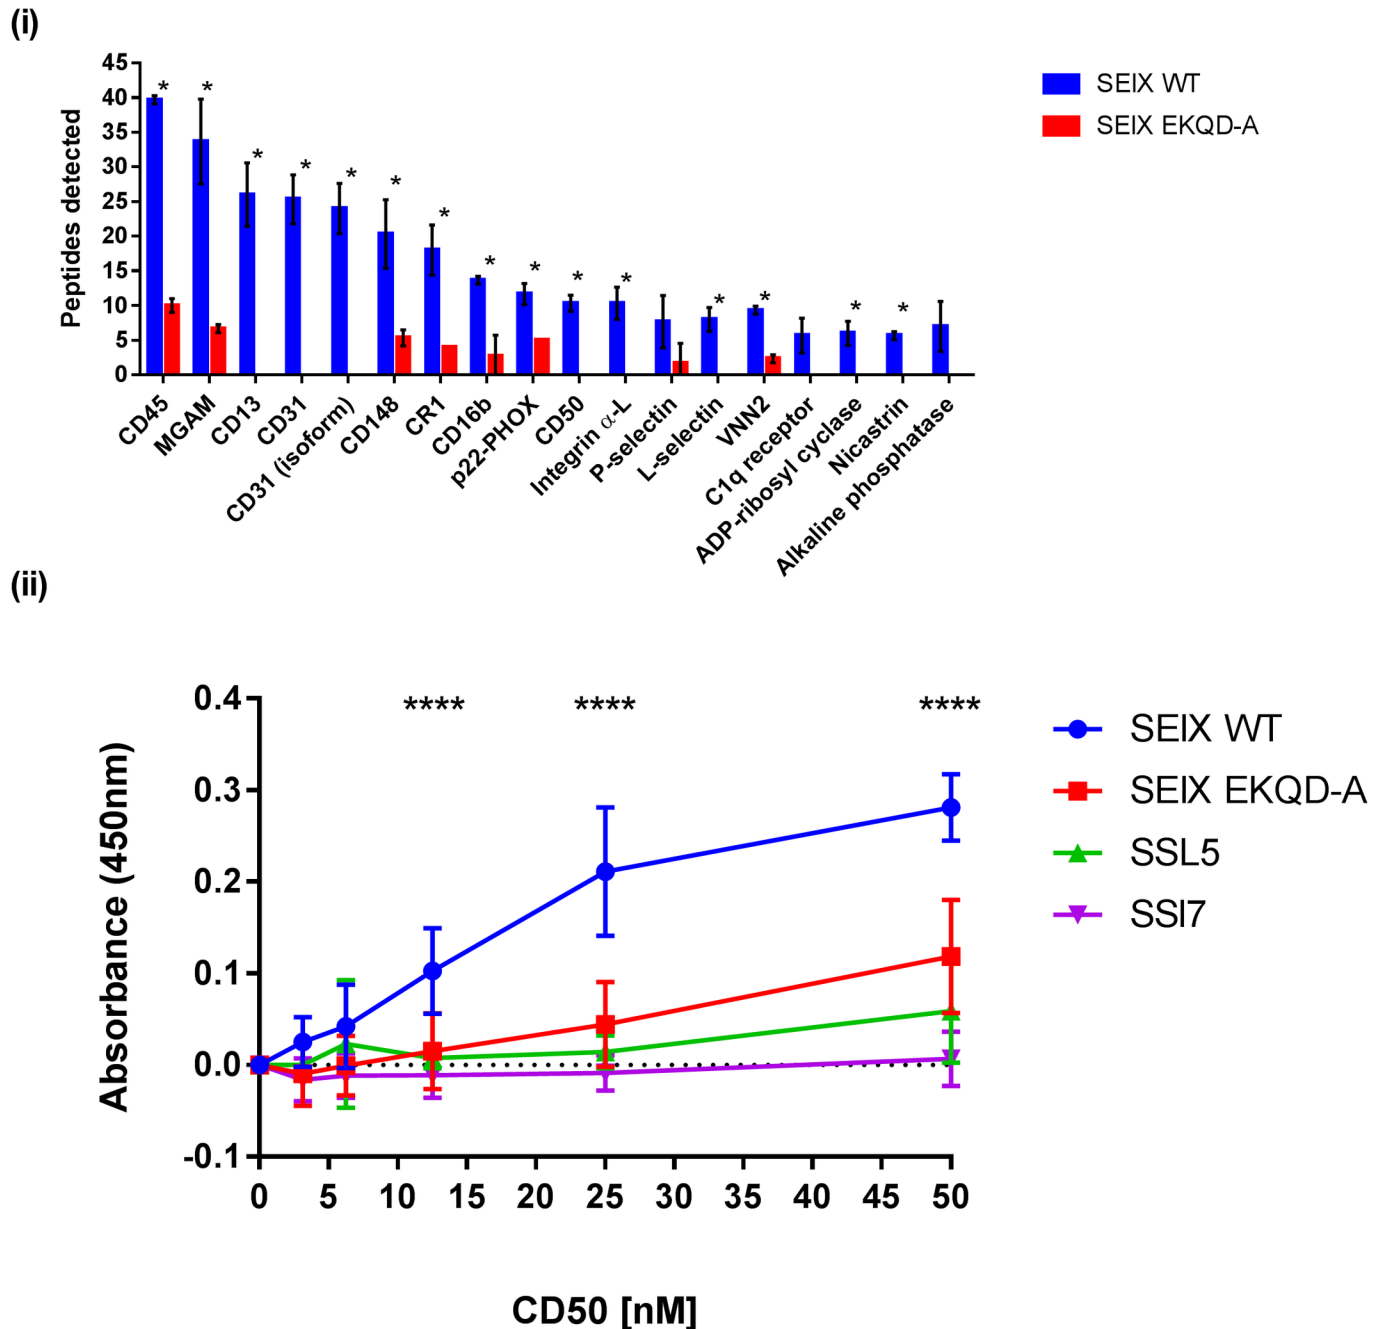 (i)
45
40
35
30
25
20
15
10
5
0
Peptides detected
* * * * * * * * * * * * * * *
SEIX WT
SEIX EKQD-A
CD45
MGAM
CD13
CD31
CD31 (isoform)
CD148
CR1
CD16b
p22-PHOX
CD50
Integrin α-L
P-selectin
L-selectin
VNN2
C1q receptor
ADP-ribosyl cyclase
Nicastrin
Alkaline phosphatase
(ii)
0.4
0.3
0.2
0.1
0.0
-0.1
Absorbance (450nm)
**** **** ****
SEIX WT
SEIX EKQD-A
SSL5
SSl7
0 5 10 15 20 25 30 35 40 45 50
CD50 [nM]